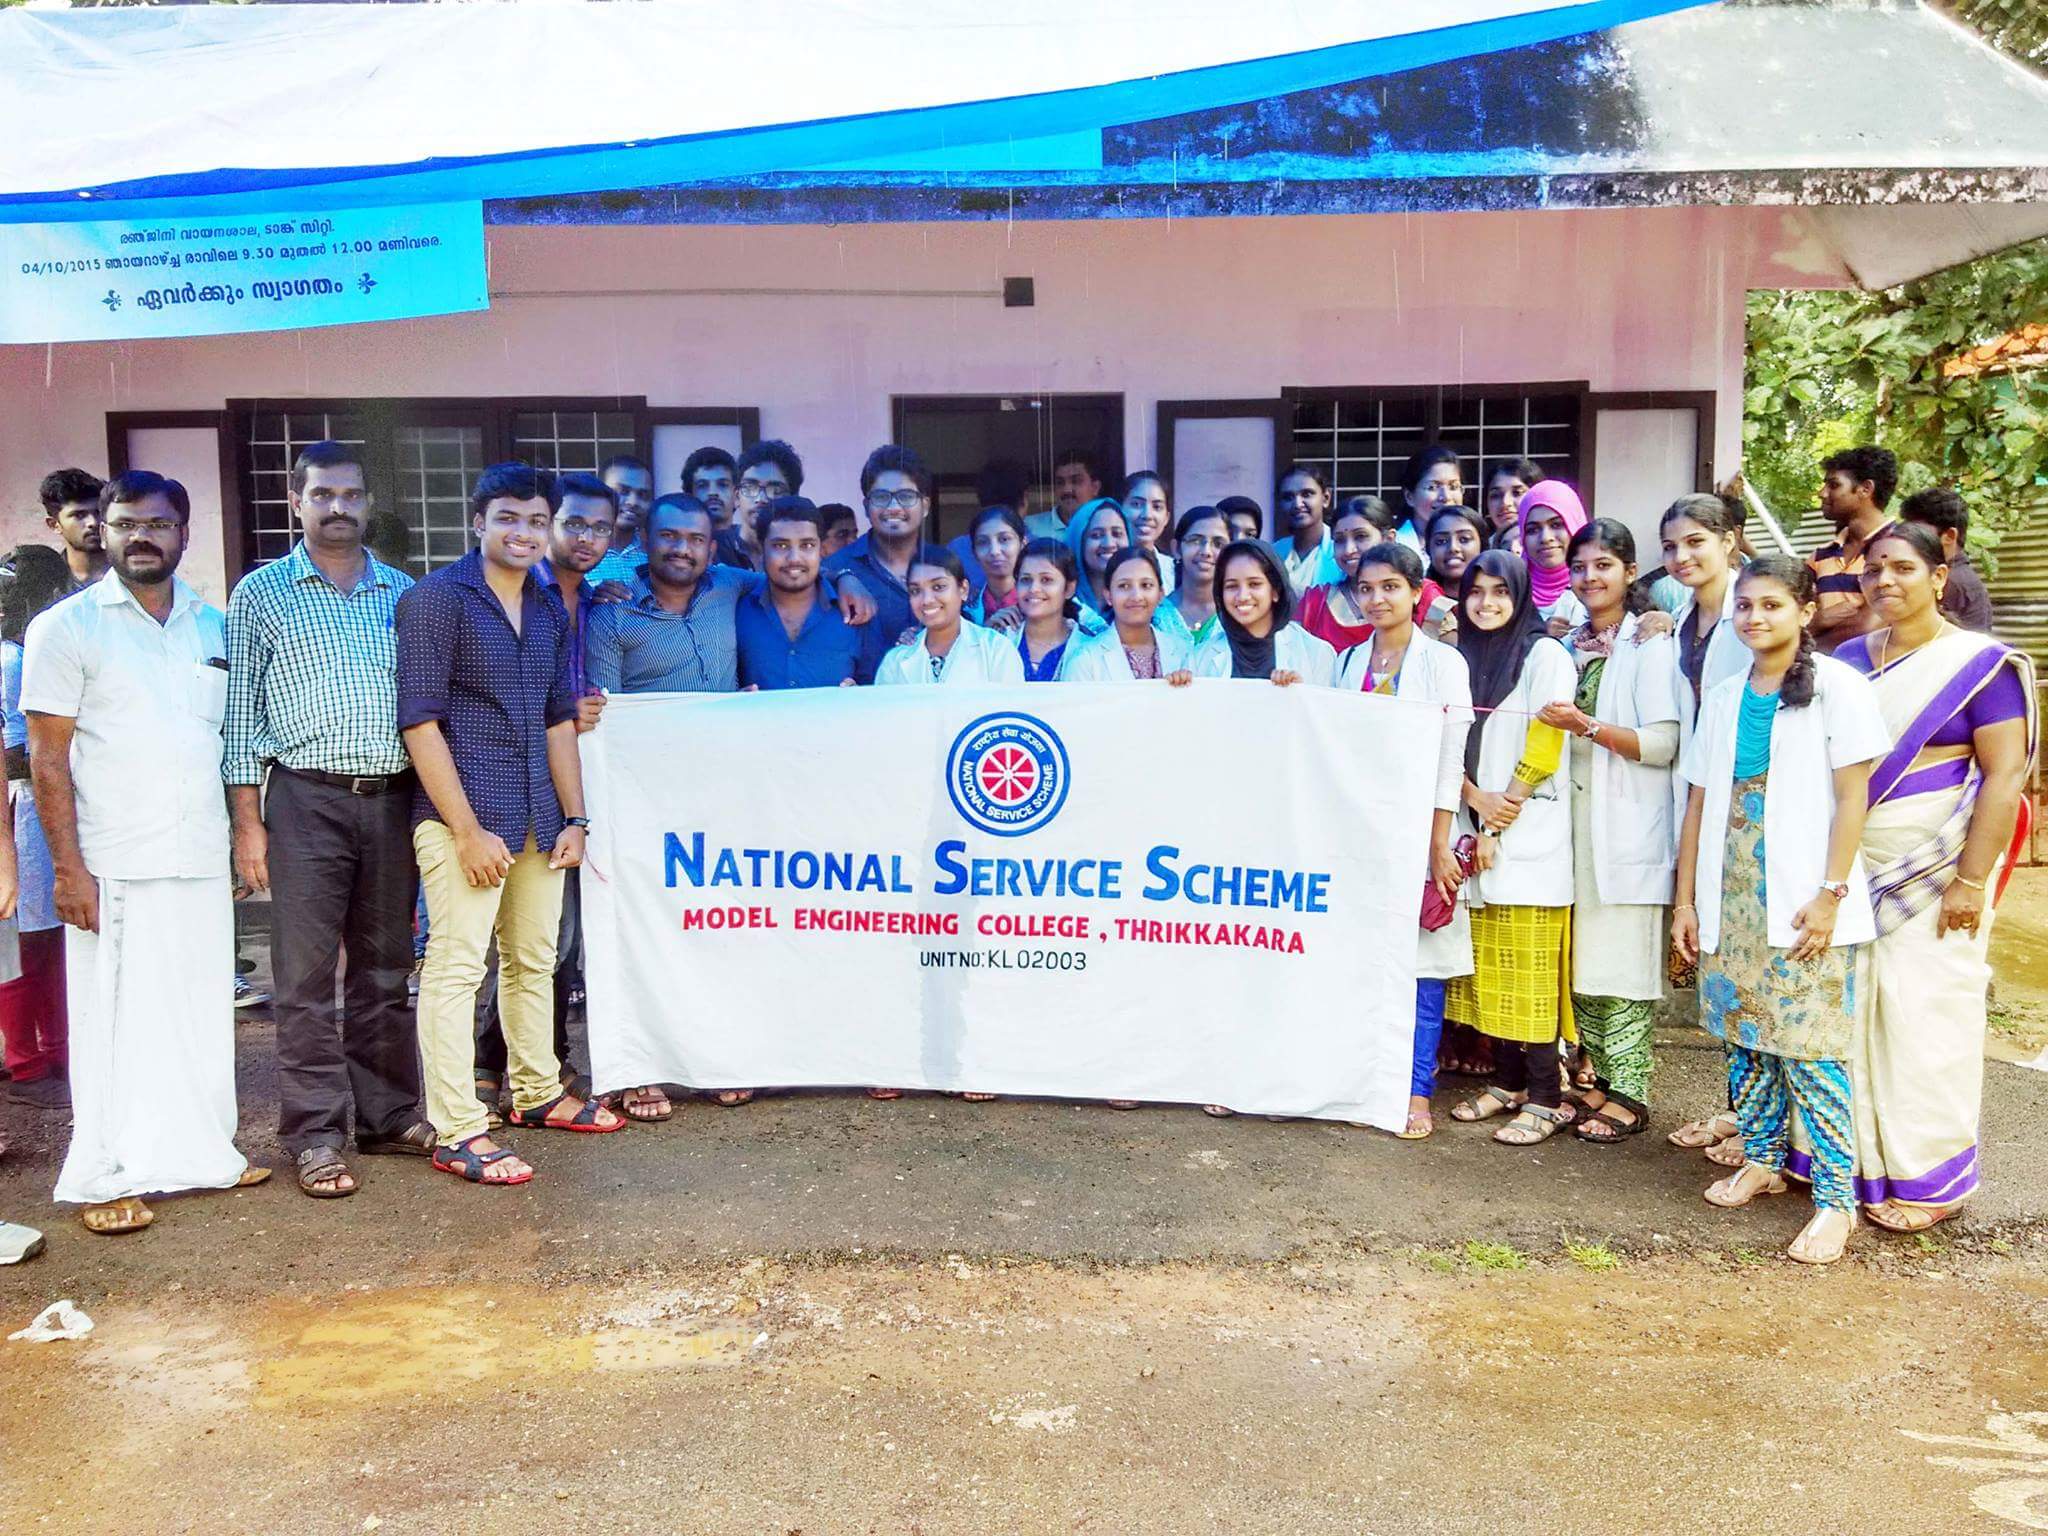 രഞ്ജിനി വായനശാല, ടാങ്ക് സിറ്റി.
04/10/2015 ഞായറാഴ്ച്ച രാവിലെ 9.30 മുതൽ 12.00 മണിവരെ.
ഏവർക്കും സ്വാഗതം
राष्ट्रीय सेवा योजना
NATIONAL SERVICE SCHEME
NATIONAL SERVICE SCHEME
MODEL ENGINEERING COLLEGE, THRIKKAKARA
UNIT NO: KL 02003